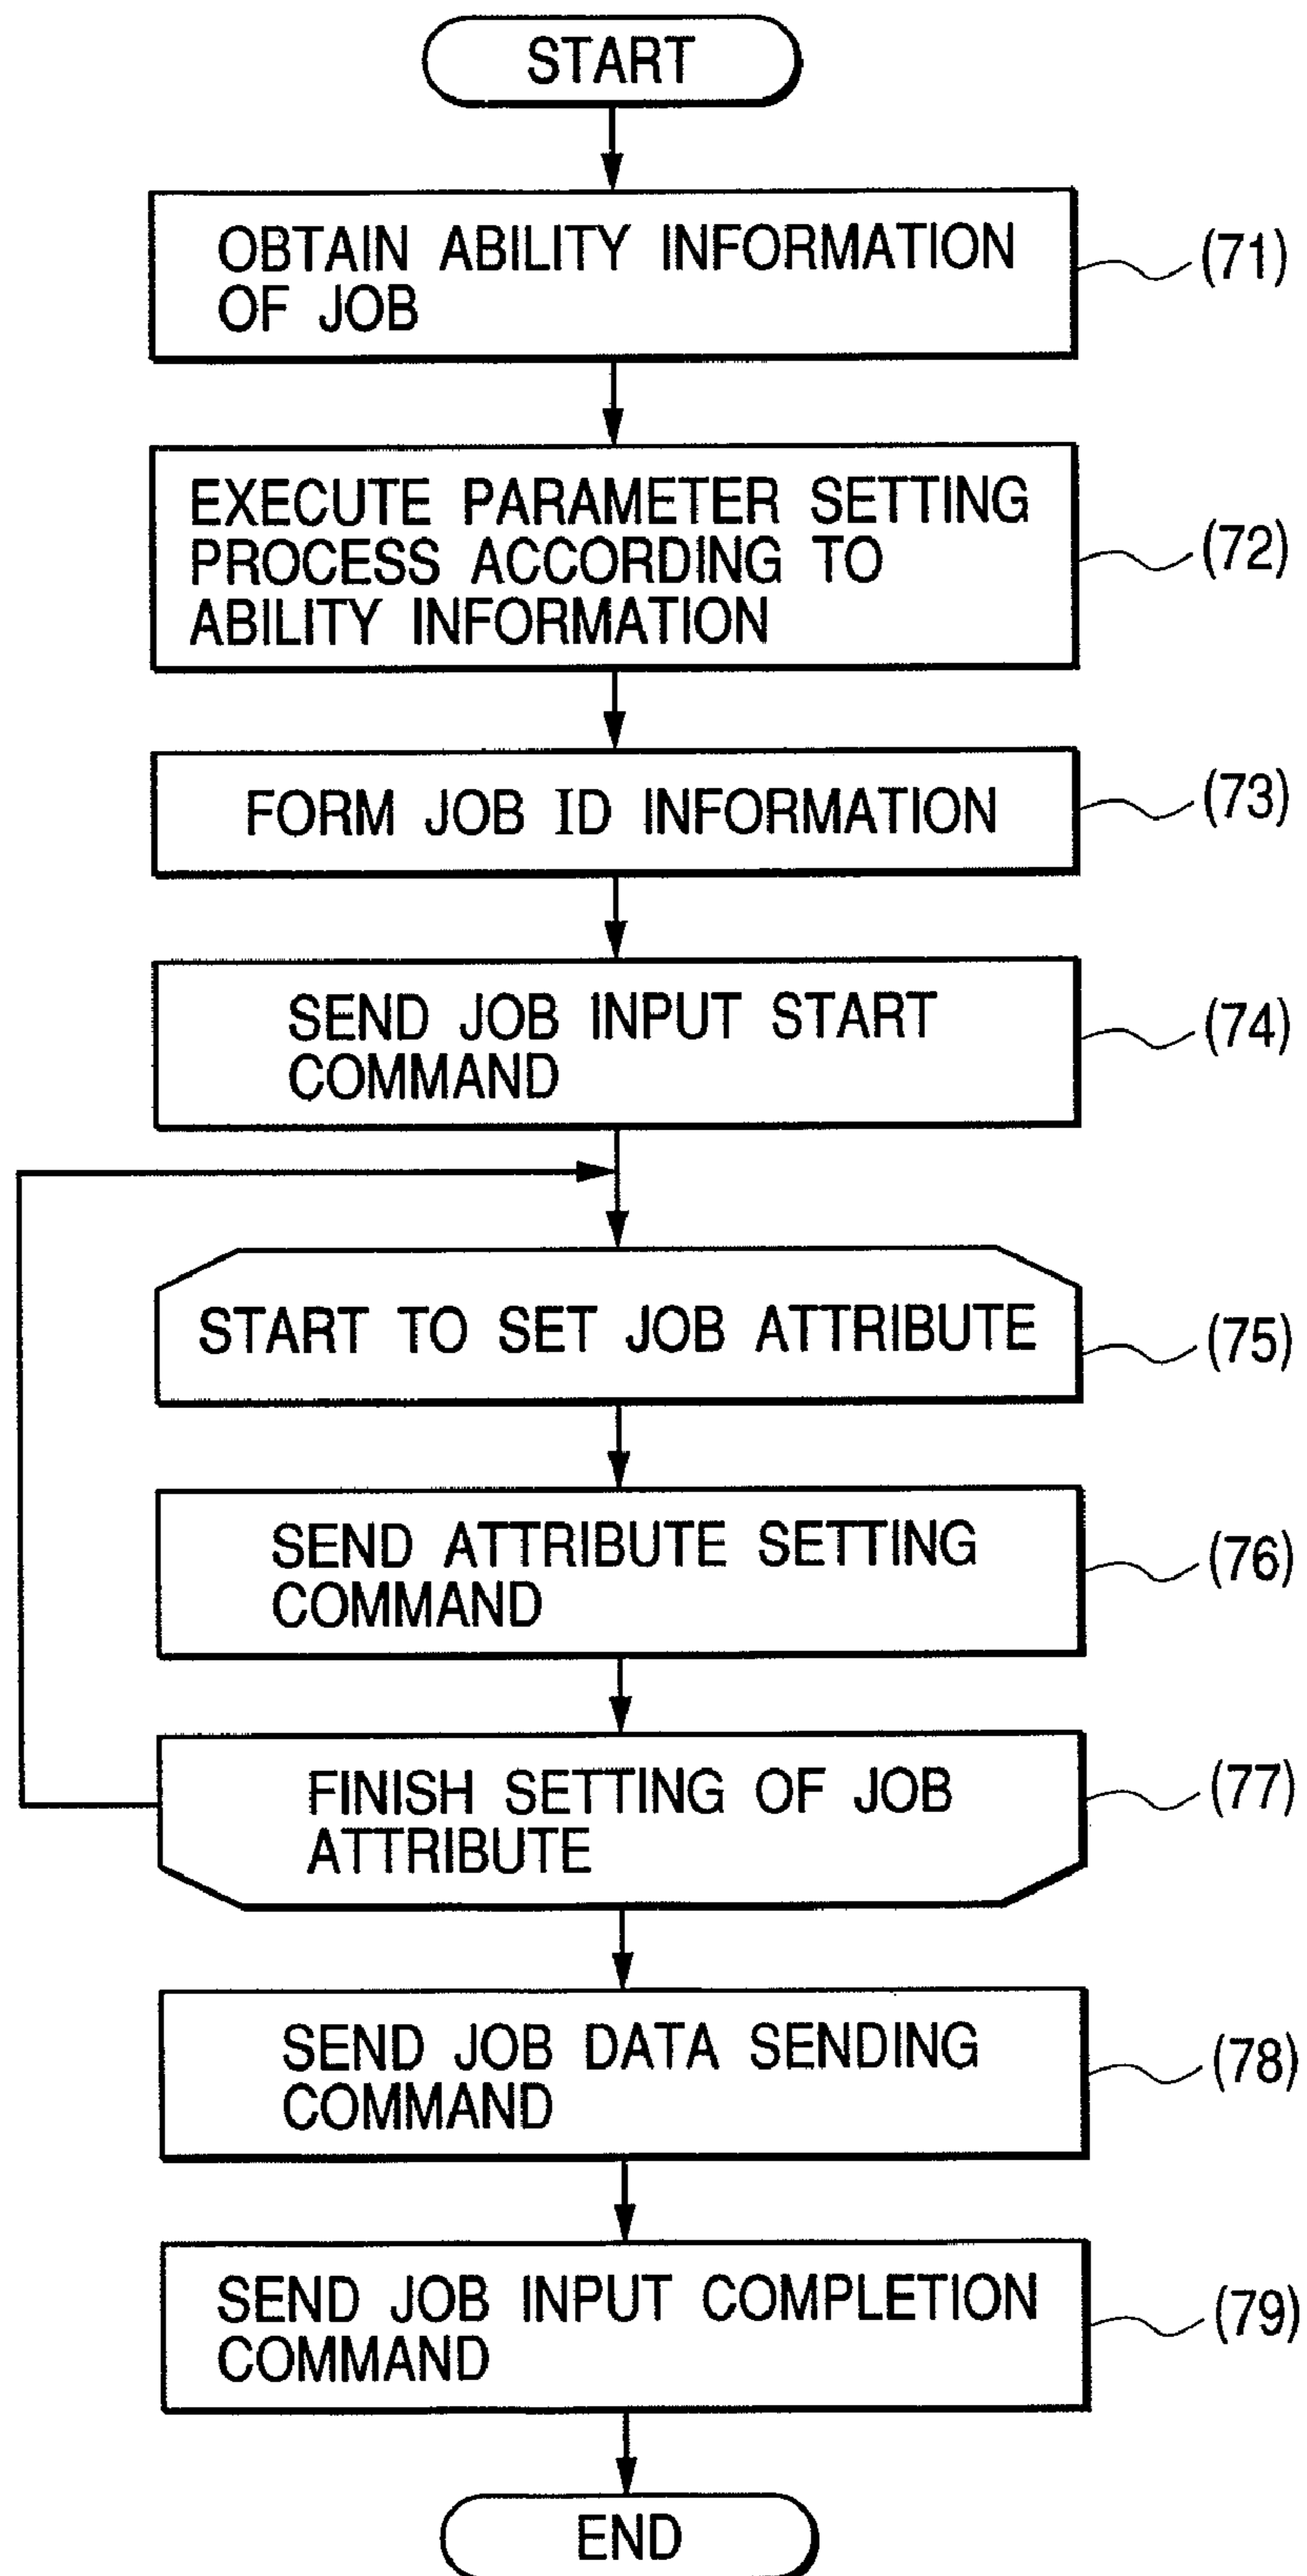 START
OBTAIN ABILITY INFORMATION
OF JOB
(71)
EXECUTE PARAMETER SETTING
PROCESS ACCORDING TO
ABILITY INFORMATION
(72)
FORM JOB ID INFORMATION
(73)
SEND JOB INPUT START
COMMAND
(74)
START TO SET JOB ATTRIBUTE
(75)
SEND ATTRIBUTE SETTING
COMMAND
(76)
FINISH SETTING OF JOB
ATTRIBUTE
(77)
SEND JOB DATA SENDING
COMMAND
(78)
SEND JOB INPUT COMPLETION
COMMAND
(79)
END